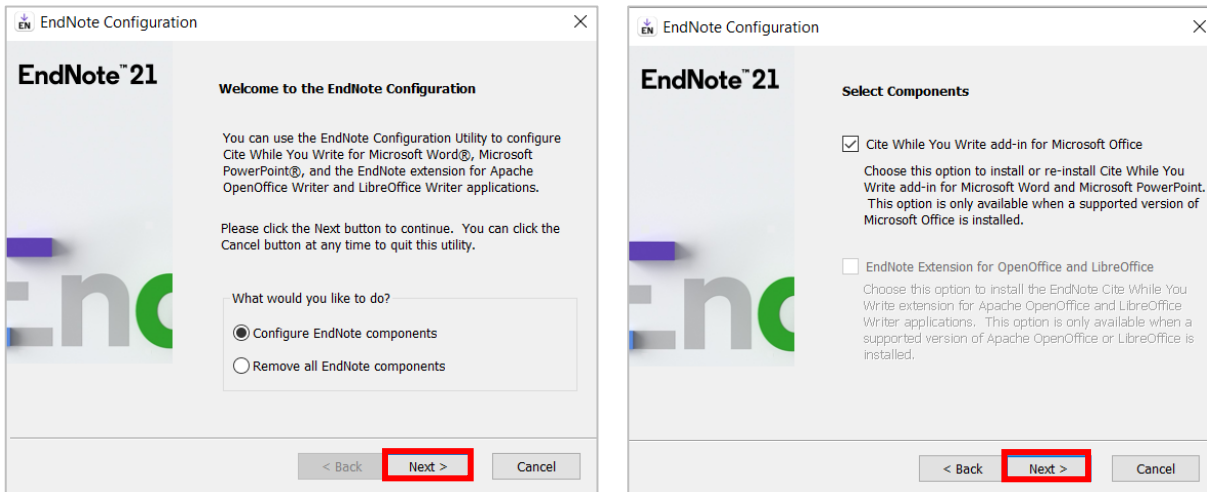 EndNote Configuration
EndNote™ 21
Welcome to the EndNote Configuration
You can use the EndNote Configuration Utility to configure
Cite While You Write for Microsoft Word®, Microsoft
PowerPoint®, and the EndNote extension for Apache
OpenOffice Writer and LibreOffice Writer applications.
Please click the Next button to continue. You can click the
Cancel button at any time to quit this utility.
What would you like to do?
Configure EndNote components
Remove all EndNote components
< Back Next > Cancel
EndNote Configuration
EndNote™ 21
Select Components
Cite While You Write add-in for Microsoft Office
Choose this option to install or re-install Cite While You
Write add-in for Microsoft Word and Microsoft PowerPoint.
This option is only available when a supported version of
Microsoft Office is installed.
EndNote Extension for OpenOffice and LibreOffice
Choose this option to install the EndNote Cite While You
Write extension for Apache OpenOffice and LibreOffice
Writer applications. This option is only available when a
supported version of Apache OpenOffice or LibreOffice is
installed.
< Back Next > Cancel